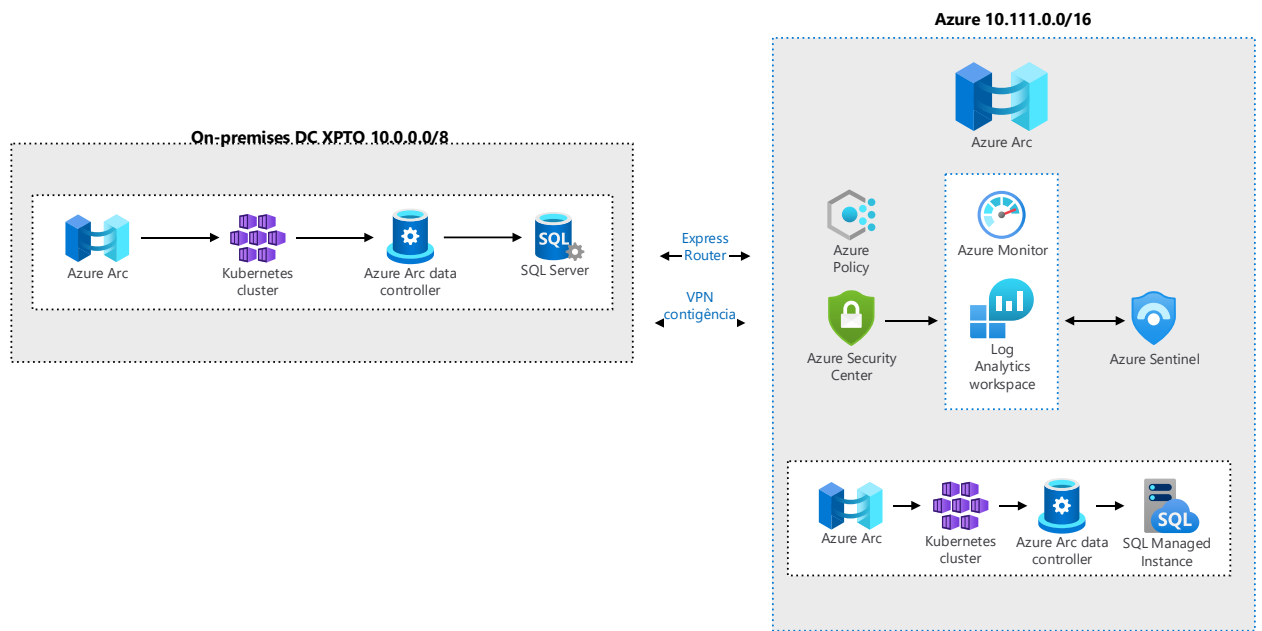 Azure 10.111.0.0/16
Azure Arc
On-premises DC XPTO 10.0.0.0/8
Azure Arc
Kubernetes
cluster
Azure Arc data
controller
SQL
SQL Server
Express
Router
VPN
contigência
Azure
Policy
Azure Monitor
Azure Security
Center
Log
Analytics
workspace
Azure Sentinel
Azure Arc
Kubernetes
cluster
Azure Arc data
controller
SQL
SQL Managed
Instance